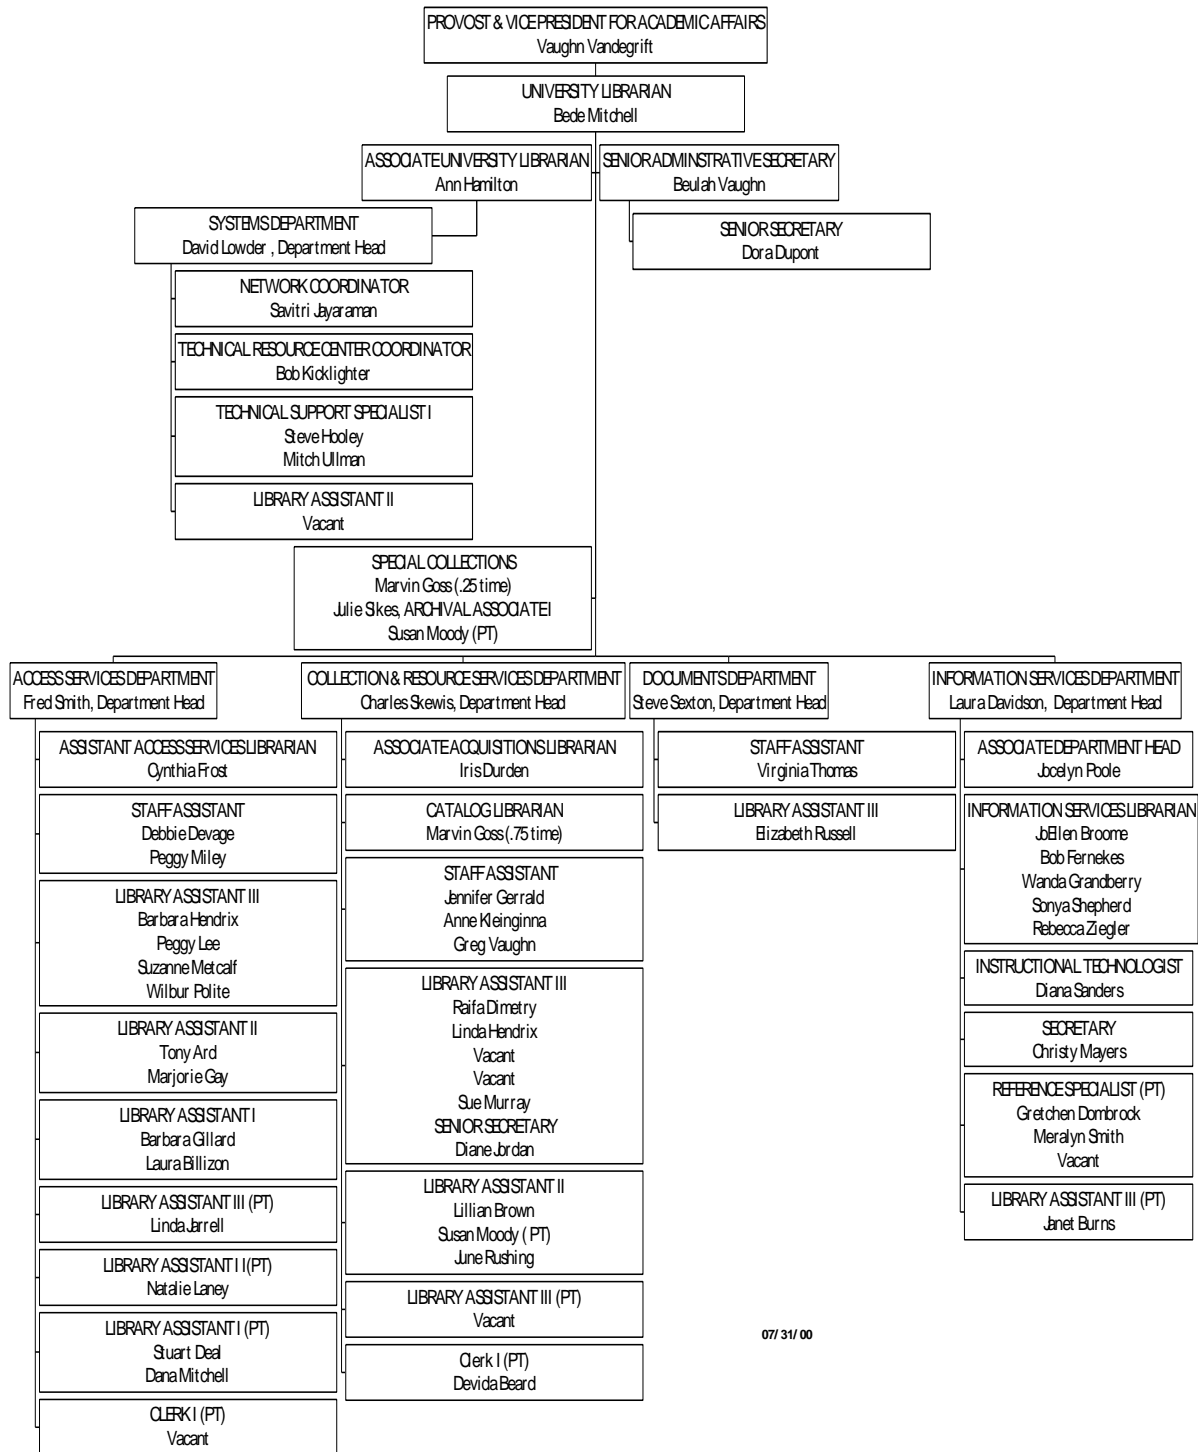 PROVOST & VICE PRESIDENT FOR ACADEMIC AFFAIRS
Vaughn Vandegrift
UNIVERSITY LIBRARIAN
Bede Mitchell
ASSOCIATE UNIVERSITY LIBRARIAN
Ann Hamilton
SENIOR ADMINSTRATIVE SECRETARY
Beulah Vaughn
SYSTEMS DEPARTMENT
David Lowder , Department Head
SENIOR SECRETARY
Dora Dupont
NETWORK COORDINATOR
Savitri Jayaraman
TECHNICAL RESOURCE CENTER COORDINATOR
Bob Kicklighter
TECHNICAL SUPPORT SPECIALIST I
Steve Hooley
Mitch Ullman
LIBRARY ASSISTANT II
Vacant
SPECIAL COLLECTIONS
Marvin Goss (.25 time)
Julie Sikes, ARCHIVAL ASSOCIATE I
Susan Moody (PT)
ACCESS SERVICES DEPARTMENT
Fred Smith, Department Head
ASSISTANT ACCESS SERVICES LIBRARIAN
Cynthia Frost
STAFF ASSISTANT
Debbie Devage
Peggy Miley
LIBRARY ASSISTANT III
Barbara Hendrix
Peggy Lee
Suzanne Metcalf
Wilbur Polite
LIBRARY ASSISTANT II
Tony Ard
Marjorie Gay
LIBRARY ASSISTANT I
Barbara Gillard
Laura Billizon
LIBRARY ASSISTANT III (PT)
Linda Jarrell
LIBRARY ASSISTANT I I (PT)
Natalie Laney
LIBRARY ASSISTANT I (PT)
Stuart Deal
Dana Mitchell
CLERK I (PT)
Vacant
COLLECTION & RESOURCE SERVICES DEPARTMENT
Charles Skewis, Department Head
ASSOCIATE ACQUISITIONS LIBRARIAN
Iris Durden
CATALOG LIBRARIAN
Marvin Goss (.75 time)
STAFF ASSISTANT
Jennifer Gerrald
Anne Kleinginna
Greg Vaughn
LIBRARY ASSISTANT III
Raifa Dimetry
Linda Hendrix
Vacant
Vacant
Sue Murray
SENIOR SECRETARY
Diane Jordan
LIBRARY ASSISTANT II
Lillian Brown
Susan Moody ( PT)
June Rushing
LIBRARY ASSISTANT III (PT)
Vacant
Clerk I (PT)
Devida Beard
DOCUMENTS DEPARTMENT
Steve Sexton, Department Head
STAFF ASSISTANT
Virginia Thomas
LIBRARY ASSISTANT III
Elizabeth Russell
INFORMATION SERVICES DEPARTMENT
Laura Davidson, Department Head
ASSOCIATE DEPARTMENT HEAD
Jocelyn Poole
INFORMATION SERVICES LIBRARIAN
JoEllen Broome
Bob Fernekes
Wanda Grandberry
Sonya Shepherd
Rebecca Ziegler
INSTRUCTIONAL TECHNOLOGIST
Diana Sanders
SECRETARY
Christy Mayers
REFERENCE SPECIALIST (PT)
Gretchen Dombrock
Meralyn Smith
Vacant
LIBRARY ASSISTANT III (PT)
Janet Burns
07/31/00